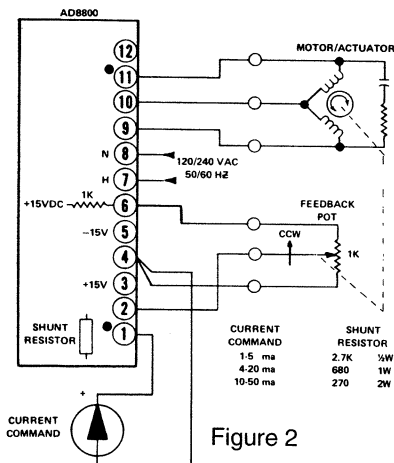 AD8800
MOTOR/ACTUATOR
12
11
10
9
N 8
120/240 VAC
50/60 HZ
H 7
1K
+15VDC 6
FEEDBACK
POT
-15V 5
CCW
1K
4
+15V 3
2
SHUNT
RESISTOR
1
CURRENT
COMMAND
SHUNT
RESISTOR
1-5 ma 2.7K ½W
4-20 ma 680 1W
10-50 ma 270 2W
+
CURRENT
COMMAND
Figure 2